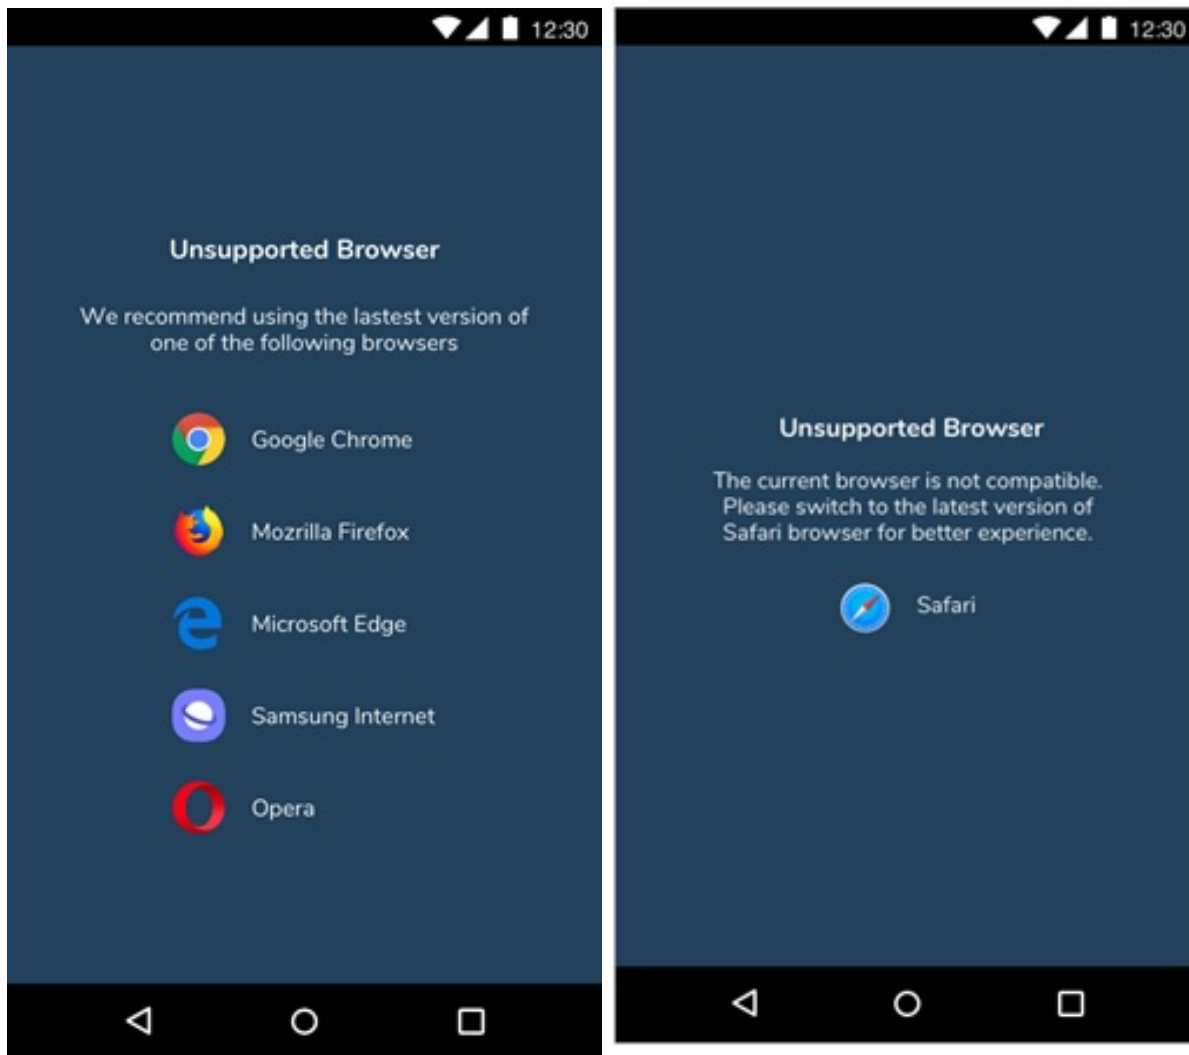 12:30
Unsupported Browser
We recommend using the lastest version of
one of the following browsers
Google Chrome
Mozrilla Firefox
Microsoft Edge
Samsung Internet
Opera
12:30
Unsupported Browser
The current browser is not compatible.
Please switch to the latest version of
Safari browser for better experience.
Safari